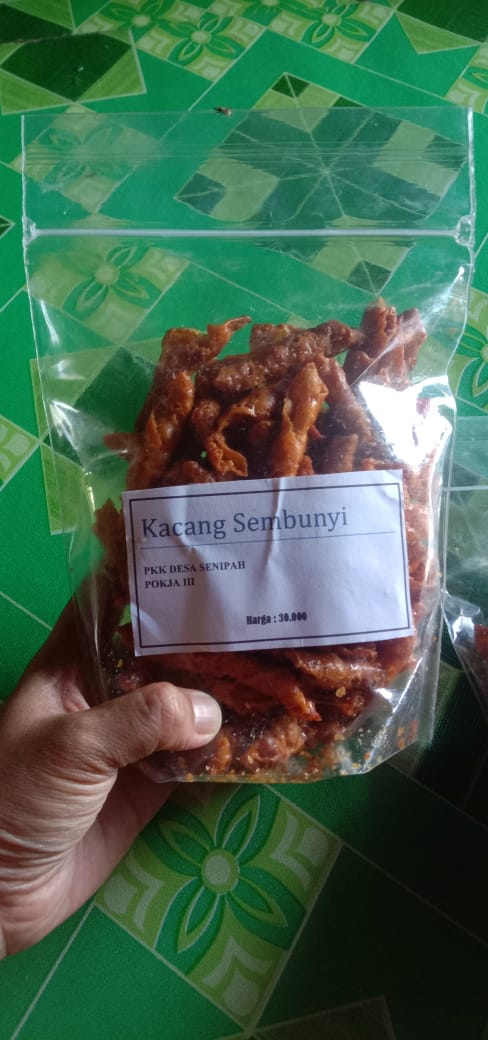 Kacang Sembunyi
PKK DESA SENIPAH
POKJA III
Harga : 30.000